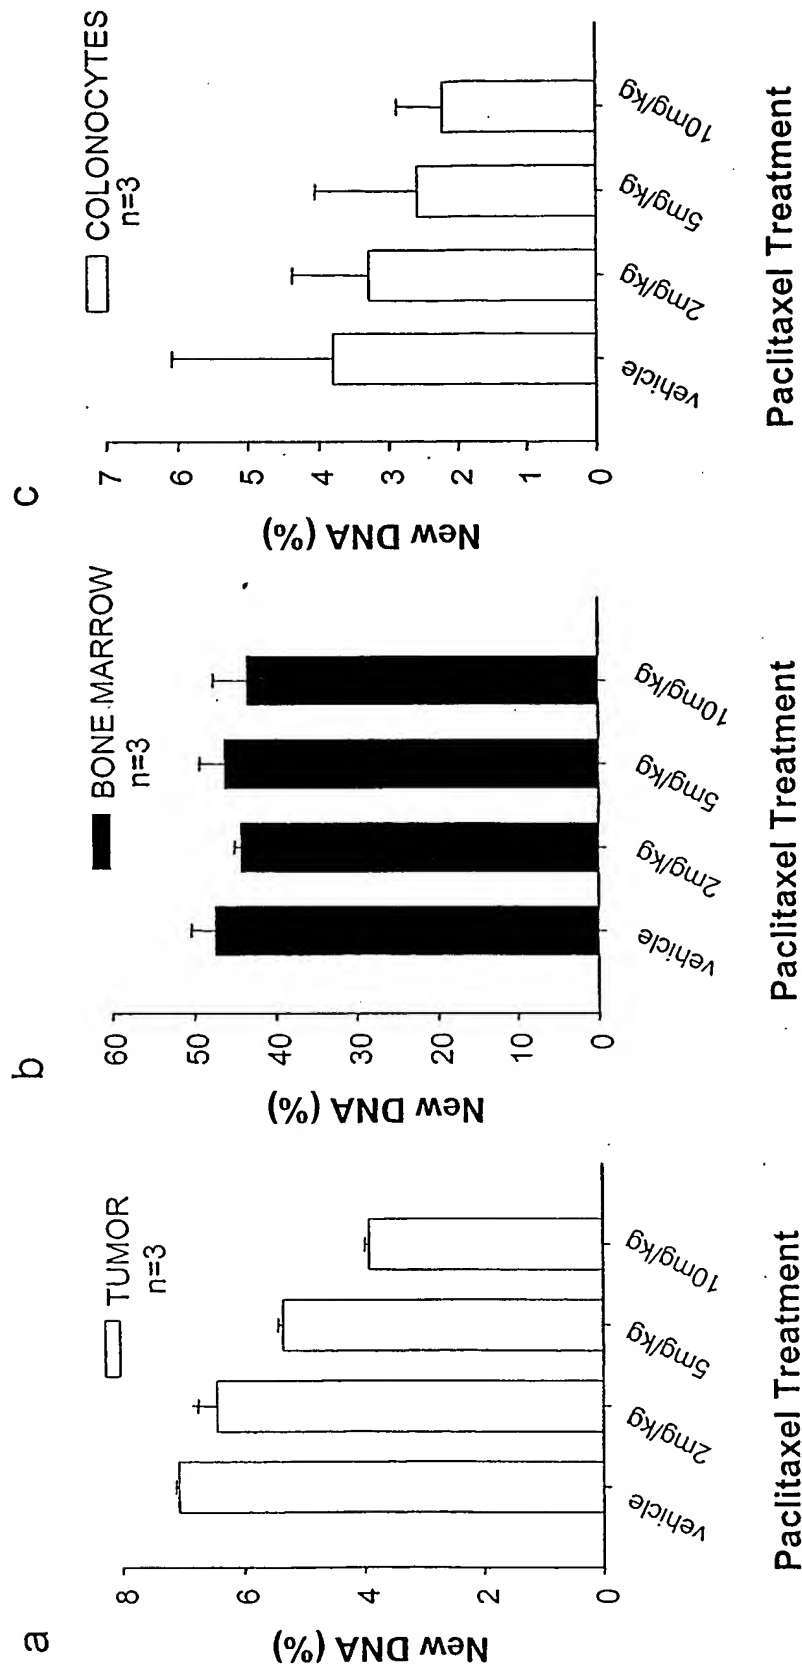 a
TUMOR
n=3
New DNA (%)
8
6
4
2
0
vehicle
2mg/kg
5mg/kg
10mg/kg
Paclitaxel Treatment
b
BONE MARROW
n=3
New DNA (%)
60
50
40
30
20
10
0
vehicle
2mg/kg
5mg/kg
10mg/kg
Paclitaxel Treatment
c
COLONOCYTES
n=3
New DNA (%)
7
6
5
4
3
2
1
0
vehicle
2mg/kg
5mg/kg
10mg/kg
Paclitaxel Treatment